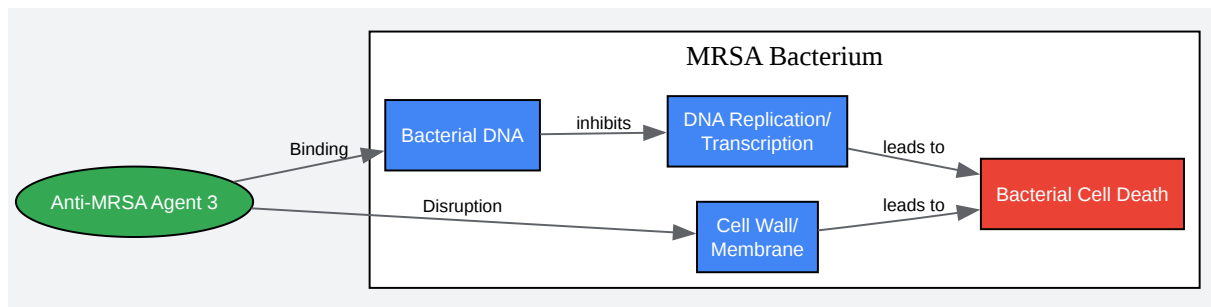 MRSA Bacterium
Bacterial DNA
inhibits
DNA Replication/
Transcription
Binding
leads to
Anti-MRSA Agent 3
Disruption
Cell Wall/
Membrane
leads to
Bacterial Cell Death